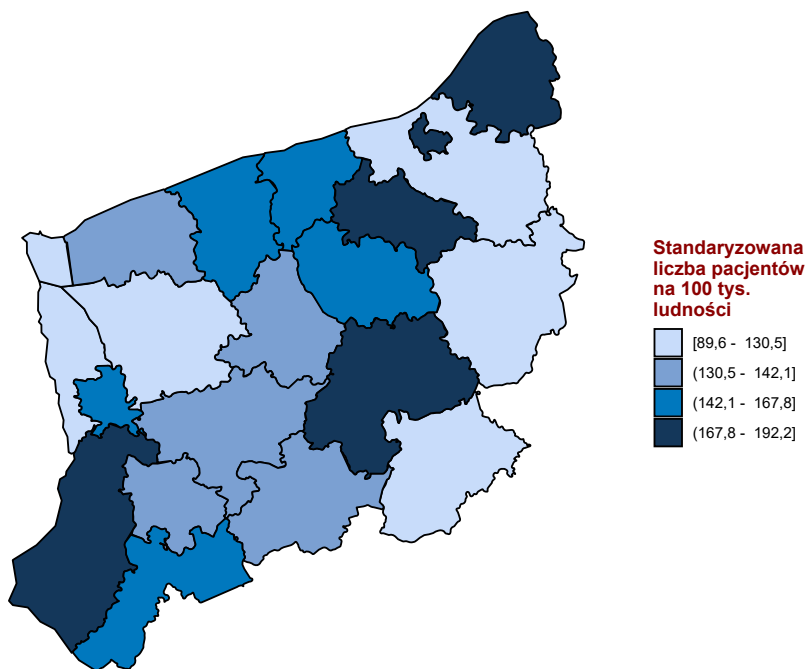 Standaryzowana
liczba pacjentów
na 100 tys.
ludności
[89,6 - 130,5]
(130,5 - 142,1]
(142,1 - 167,8]
(167,8 - 192,2]